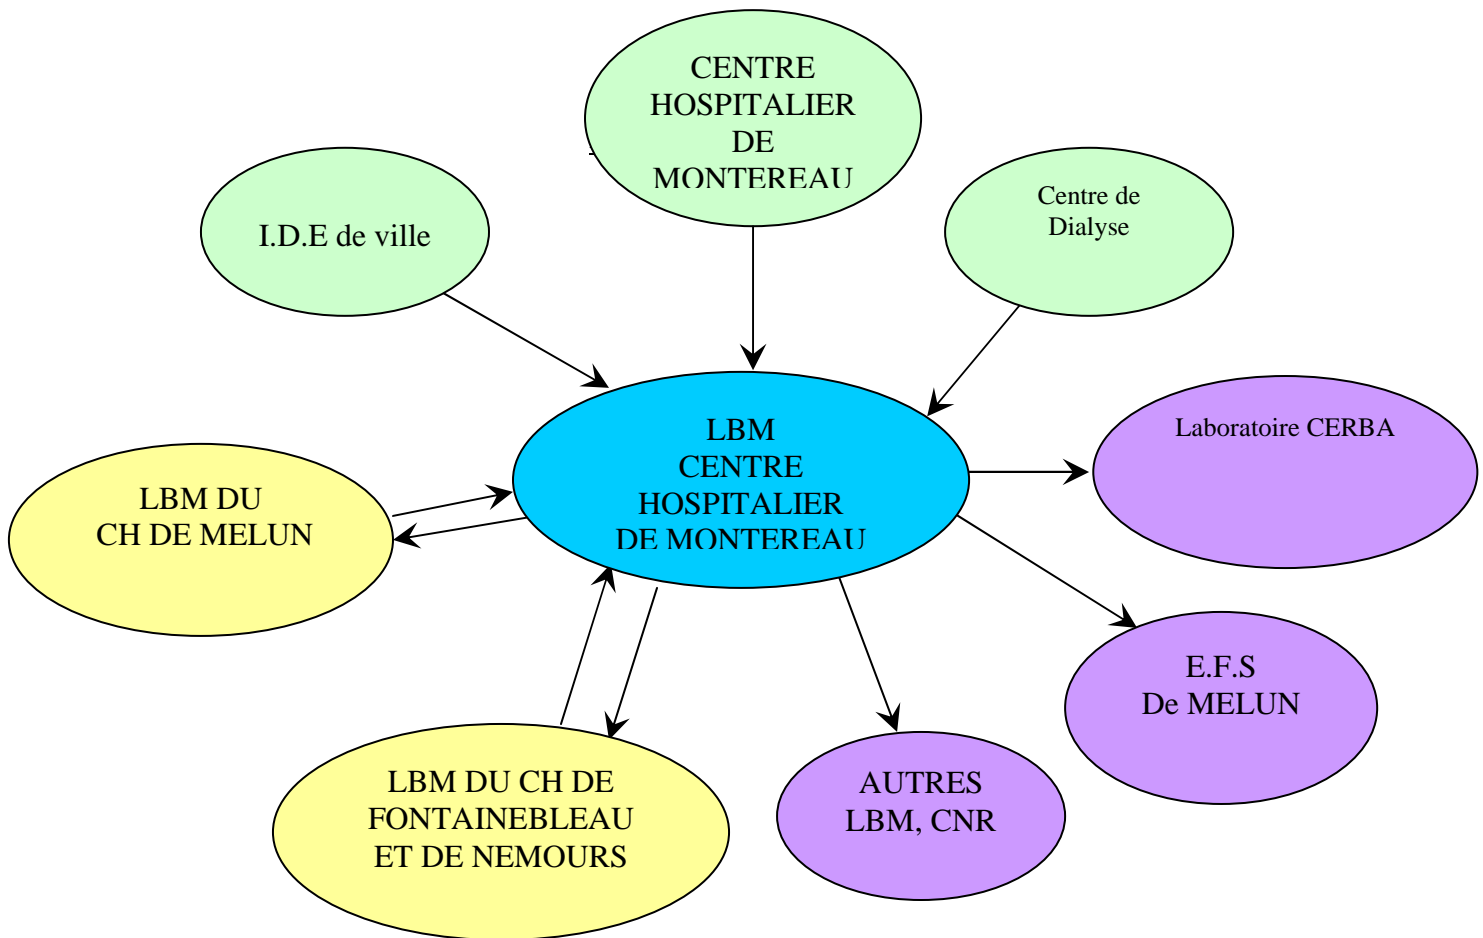 CENTRE
HOSPITALIER
DE
MONTEREAU
I.D.E de ville
Centre de
Dialyse
LBM
CENTRE
HOSPITALIER
DE MONTEREAU
Laboratoire CERBA
LBM DU
CH DE MELUN
E.F.S
De MELUN
LBM DU CH DE
FONTAINEBLEAU
ET DE NEMOURS
AUTRES
LBM, CNR